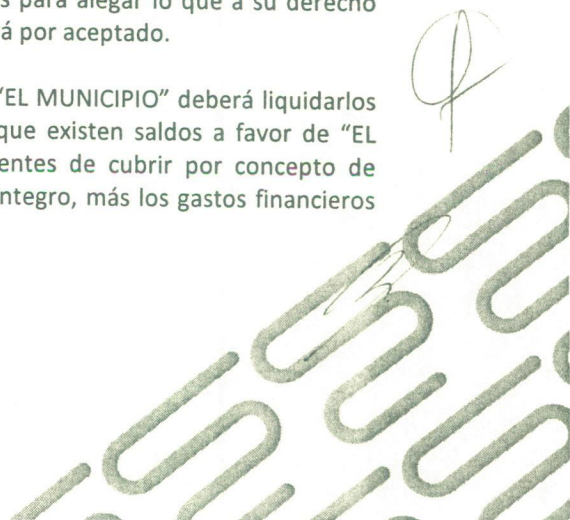 s para alegar lo que a su derecho
á por aceptado.
"EL MUNICIPIO" deberá liquidarlos
que existen saldos a favor de "EL
entes de cubrir por concepto de
ntegro, más los gastos financieros